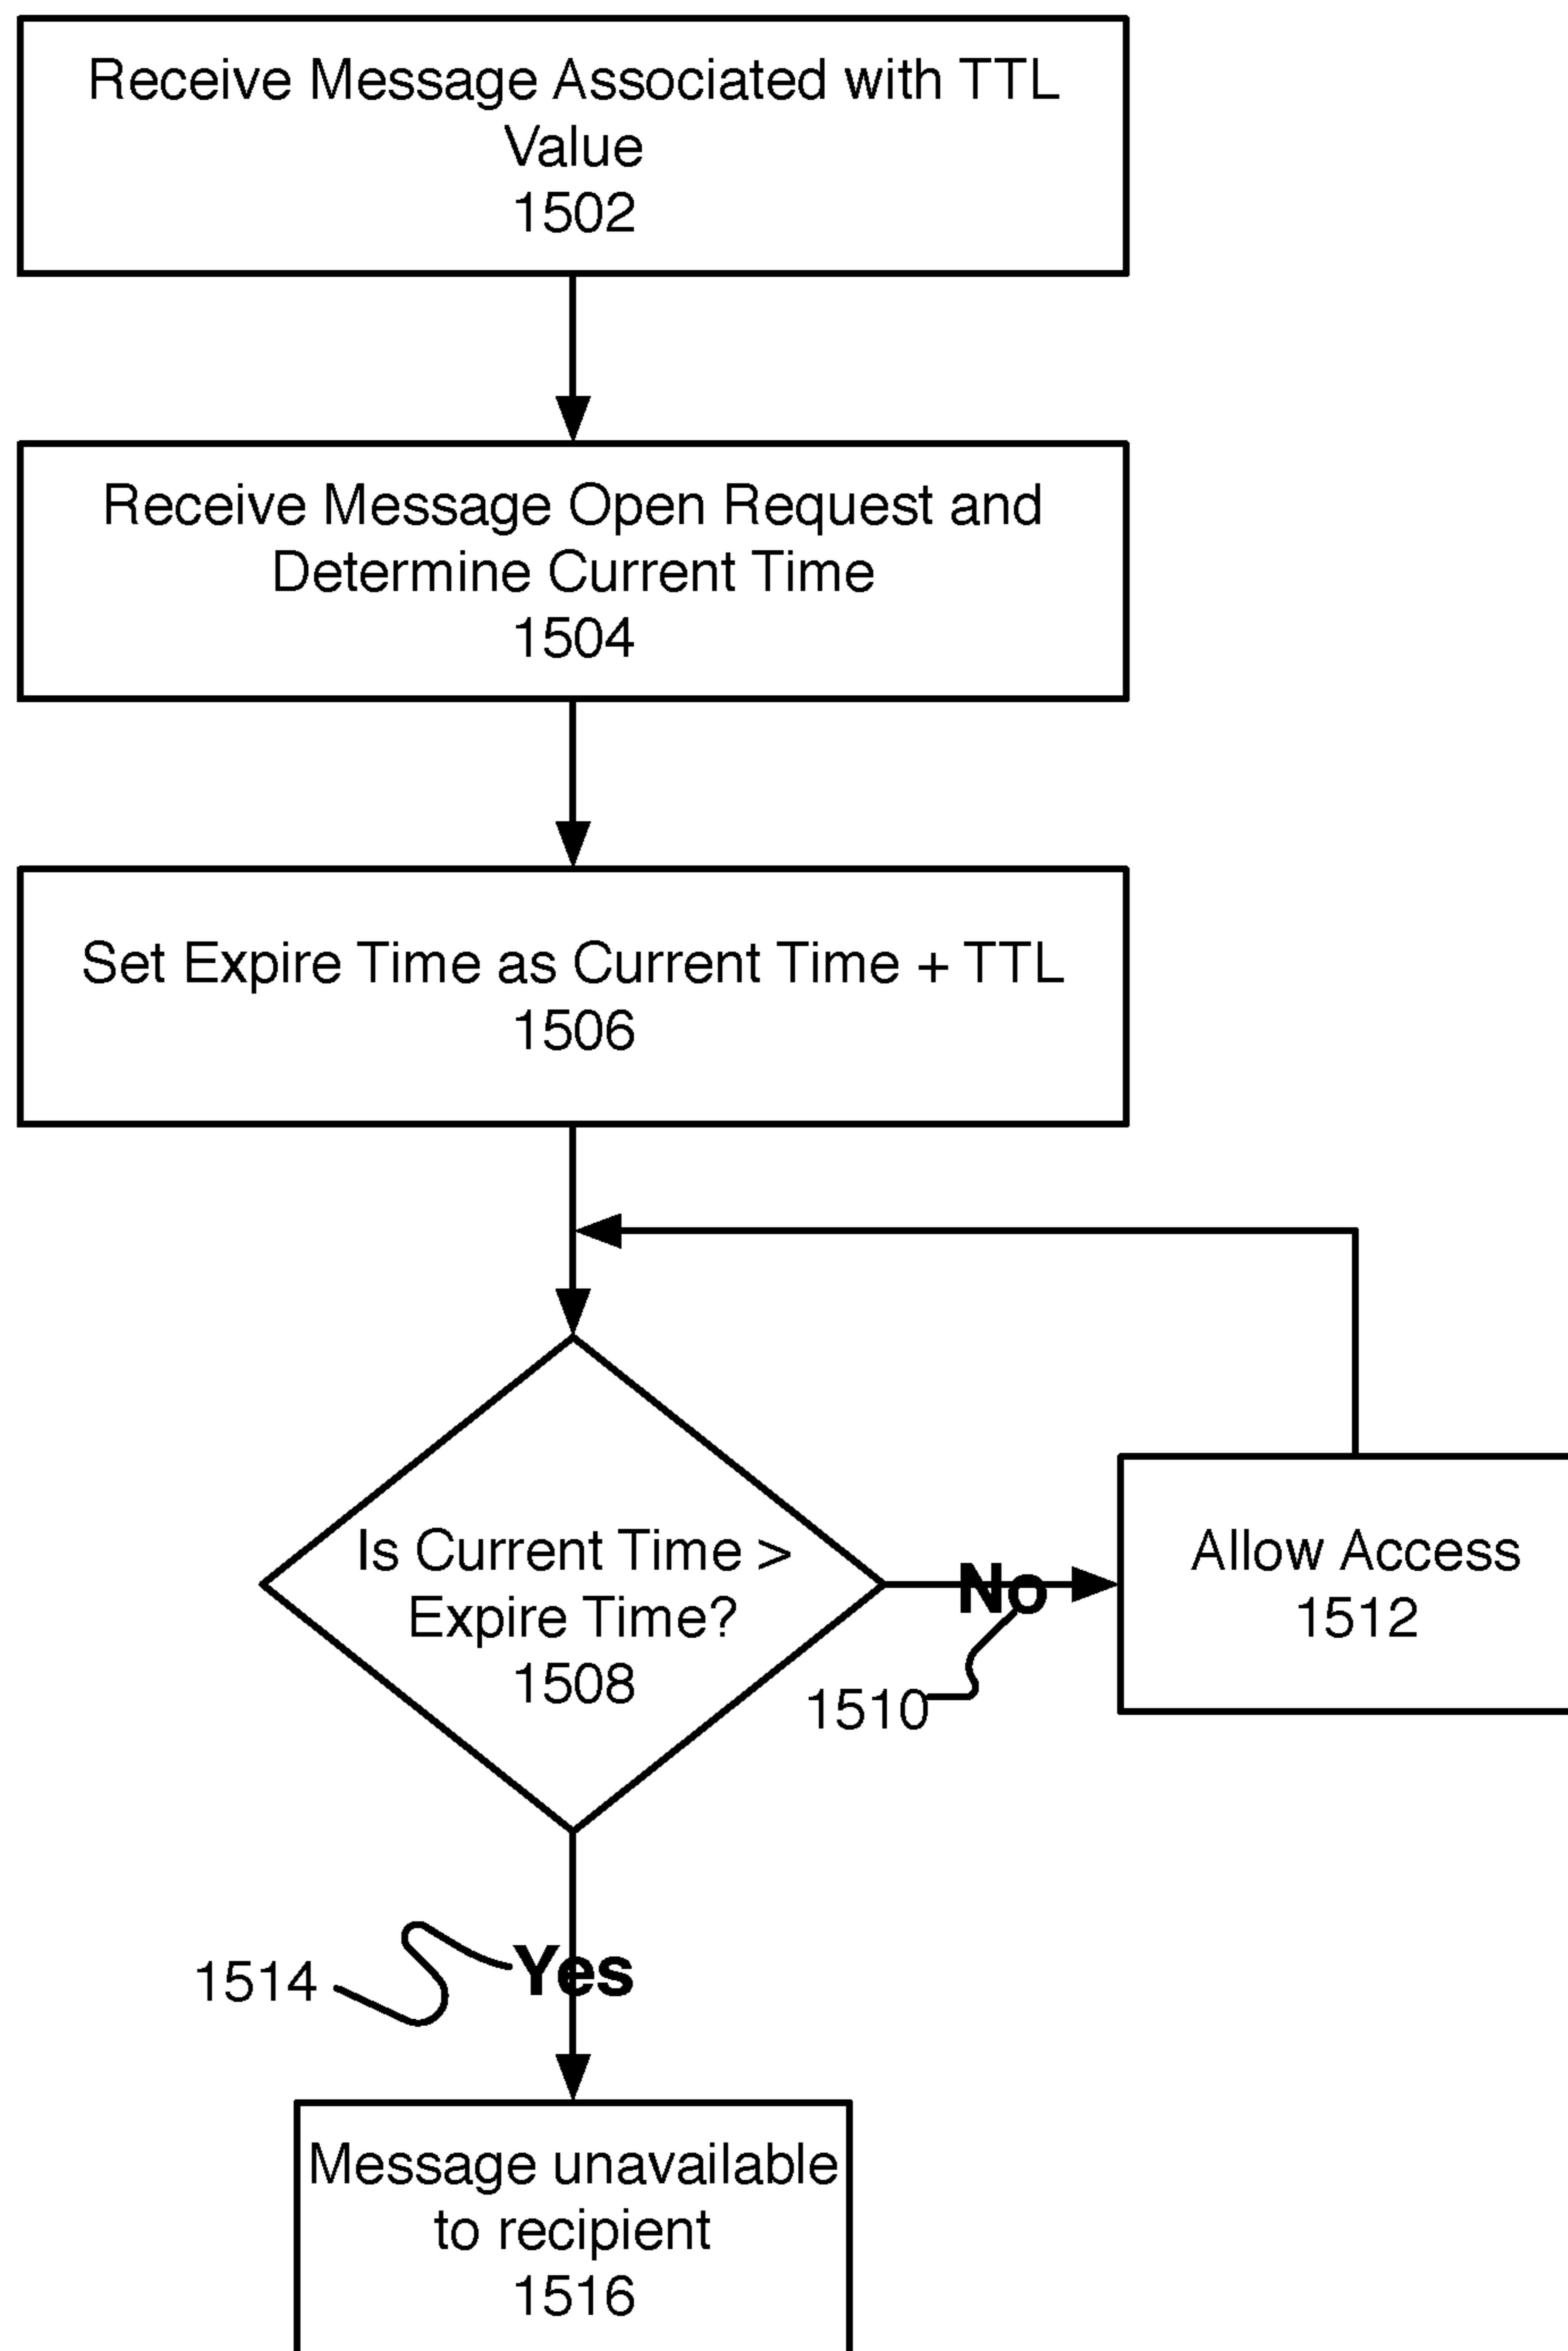 Receive Message Associated with TTL
Value
1502
Receive Message Open Request and
Determine Current Time
1504
Set Expire Time as Current Time + TTL
1506
Is Current Time >
Expire Time?
1508
No
1510
Allow Access
1512
Yes
1514
Message unavailable
to recipient
1516